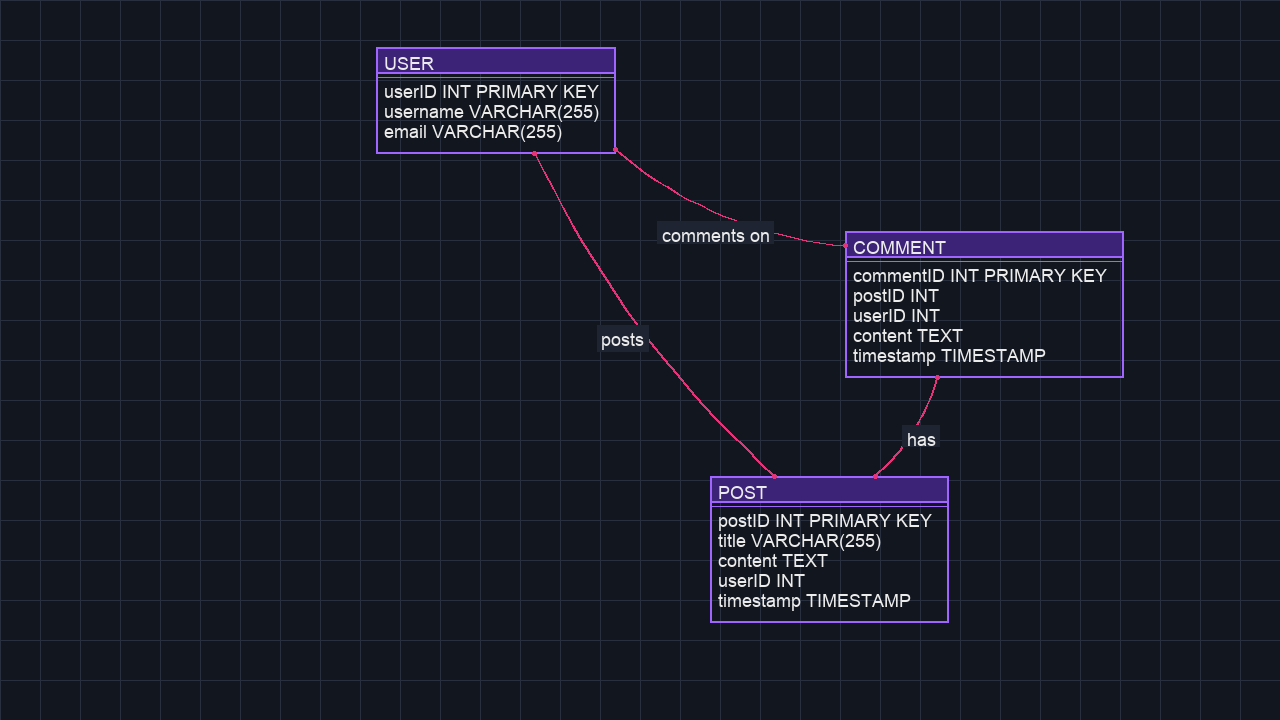 USER
userID INT PRIMARY KEY
username VARCHAR(255)
email VARCHAR(255)
comments on
COMMENT
commentID INT PRIMARY KEY
postID INT
userID INT
content TEXT
timestamp TIMESTAMP
posts
has
POST
postID INT PRIMARY KEY
title VARCHAR(255)
content TEXT
userID INT
timestamp TIMESTAMP